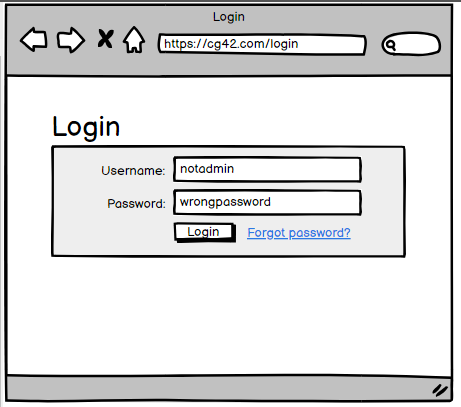 Login
https://cg42.com/login
Login
Username: notadmin
Password: wrongpassword
Login Forgot password?